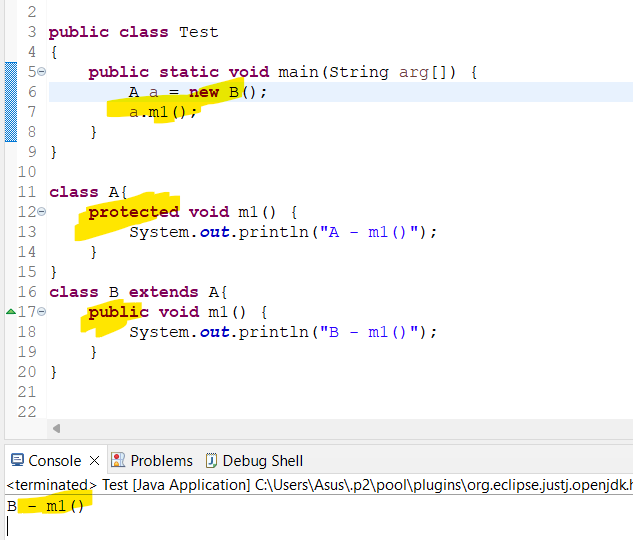 2
3 public class Test
4 {
5 public static void main(String arg[]) {
6 A a = new B();
7 a.m1();
8 }
9 }
10
11 class A{
12 protected void m1() {
13 System.out.println("A - m1()");
14 }
15 }
16 class B extends A{
17 public void m1() {
18 System.out.println("B - m1()");
19 }
20 }
21
22
Console Problems Debug Shell
<terminated> Test [Java Application] C:\Users\Asus\.p2\pool\plugins\org.eclipse.justj.openjdk.h
B - m1()